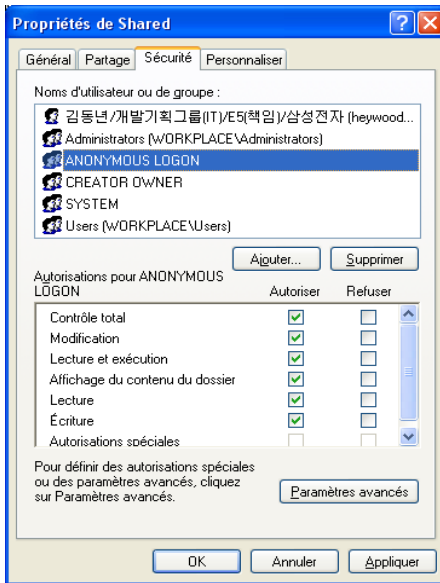 Propriétés de Shared
Général Partage Sécurité Personnaliser
Noms d'utilisateur ou de groupe :
김동년/개발기획그룹(IT)/E5(책임)/삼성전자 (heywood...
Administrators (WORKPLACE\Administrators)
ANONYMOUS LOGON
CREATOR OWNER
SYSTEM
Users (WORKPLACE\Users)
Ajouter... Supprimer
Autorisations pour ANONYMOUS
LOGON Autoriser Refuser
Contrôle total
Modification
Lecture et exécution
Affichage du contenu du dossier
Lecture
Écriture
Autorisations spéciales
Pour définir des autorisations spéciales
ou des paramètres avancés, cliquez
sur Paramètres avancés.
Paramètres avancés
OK Annuler Appliquer